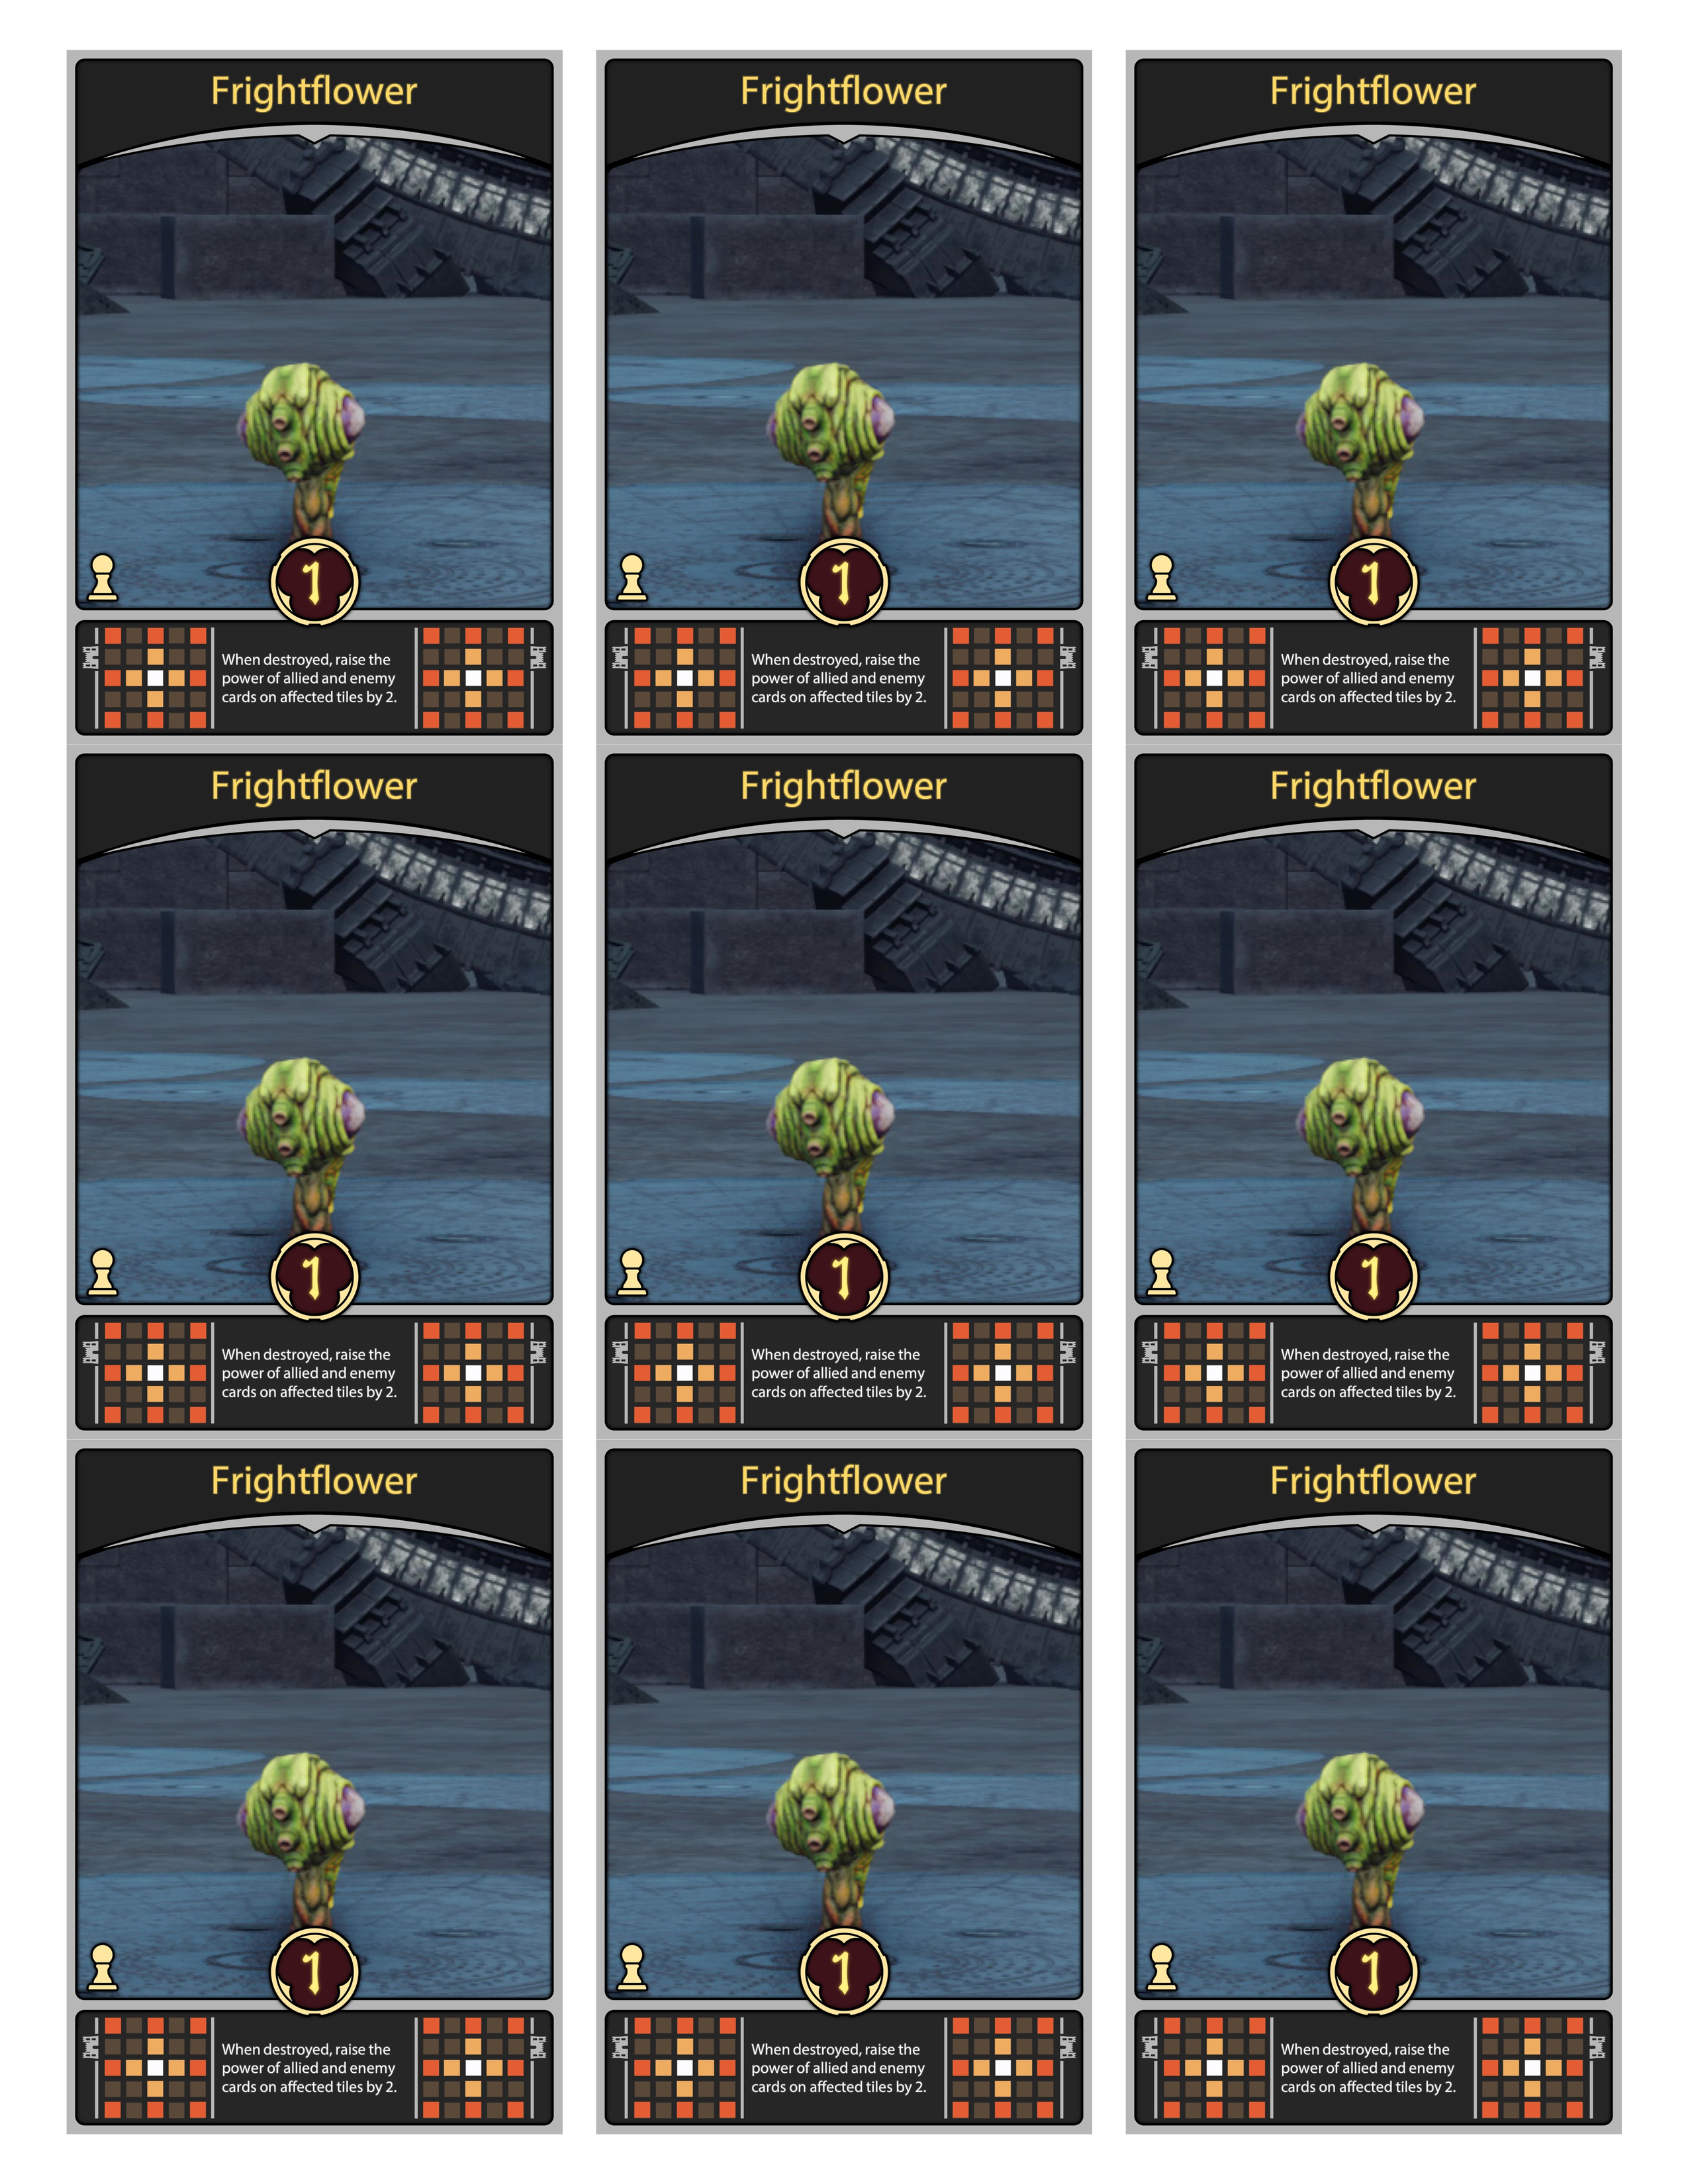 Frightflower Frightflower Frightflower
1 1 1
When destroyed, raise the When destroyed, raise the When destroyed, raise the
power of allied and enemy power of allied and enemy power of allied and enemy
cards on affected tiles by 2. cards on affected tiles by 2. cards on affected tiles by 2.
Frightflower Frightflower Frightflower
1 1 1
When destroyed, raise the When destroyed, raise the When destroyed, raise the
power of allied and enemy power of allied and enemy power of allied and enemy
cards on affected tiles by 2. cards on affected tiles by 2. cards on affected tiles by 2.
Frightflower Frightflower Frightflower
1 1 1
When destroyed, raise the When destroyed, raise the When destroyed, raise the
power of allied and enemy power of allied and enemy power of allied and enemy
cards on affected tiles by 2. cards on affected tiles by 2. cards on affected tiles by 2.